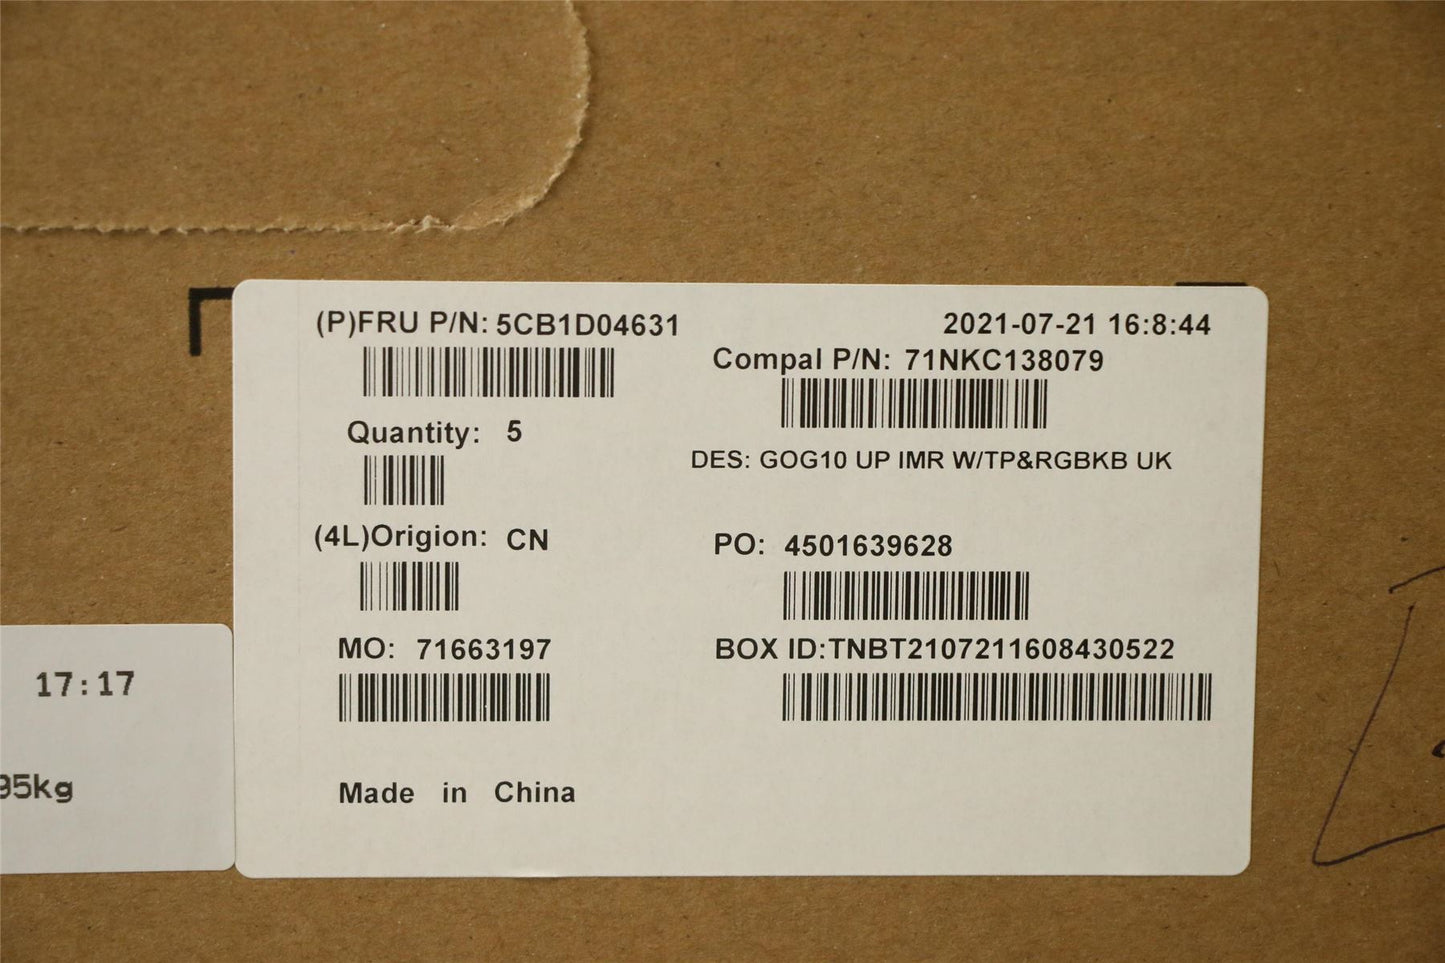 (P)FRU P/N: 5CB1D04631
2021-07-21 16:8:44
Compal P/N: 71NKC138079
Quantity: 5
DES: GOG10 UP IMR W/TP&RGBKB UK
(4L)Origion: CN
PO: 4501639628
MO: 71663197
BOX ID:TNBT2107211608430522
Made in China
17:17
95kg